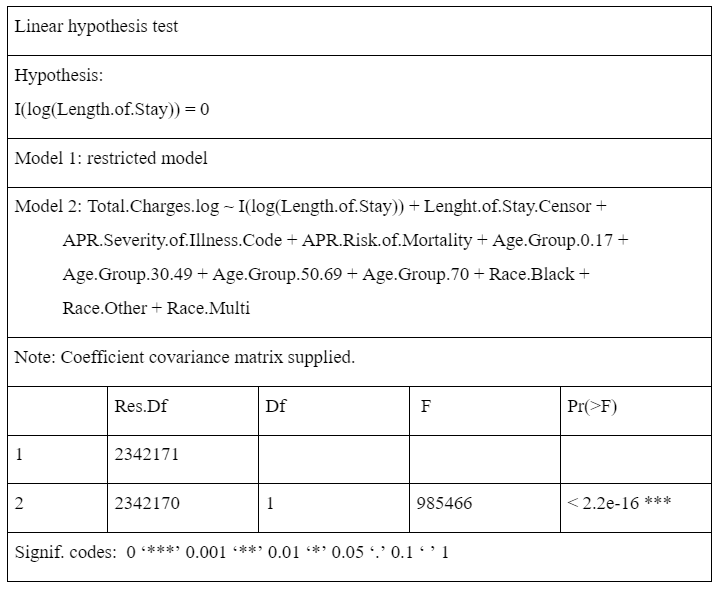 Linear hypothesis test
Hypothesis:
I(log(Length.of.Stay)) = 0
Model 1: restricted model
Model 2: Total.Charges.log ~ I(log(Length.of.Stay)) + Lenght.of.Stay.Censor +
APR.Severity.of.Illness.Code + APR.Risk.of.Mortality + Age.Group.0.17 +
Age.Group.30.49 + Age.Group.50.69 + Age.Group.70 + Race.Black +
Race.Other + Race.Multi
Note: Coefficient covariance matrix supplied.
Res.Df Df F Pr(>F)
1 2342171
2 2342170 1 985466 < 2.2e-16 ***
Signif. codes:  0 ‘***’ 0.001 ‘**’ 0.01 ‘*’ 0.05 ‘.’ 0.1 ‘ ’ 1